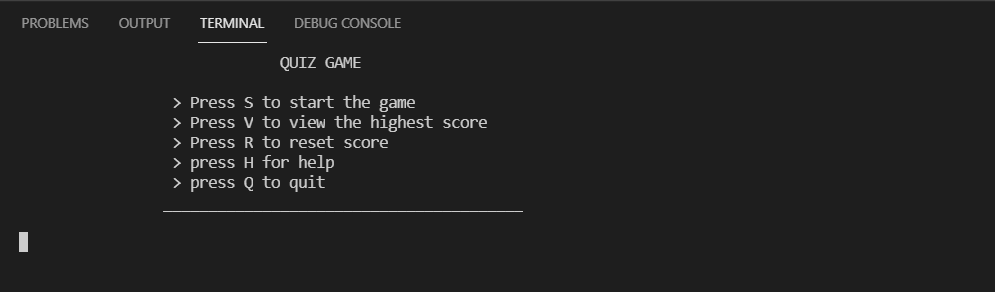 PROBLEMS OUTPUT TERMINAL DEBUG CONSOLE
QUIZ GAME
> Press S to start the game
> Press V to view the highest score
> Press R to reset score
> press H for help
> press Q to quit